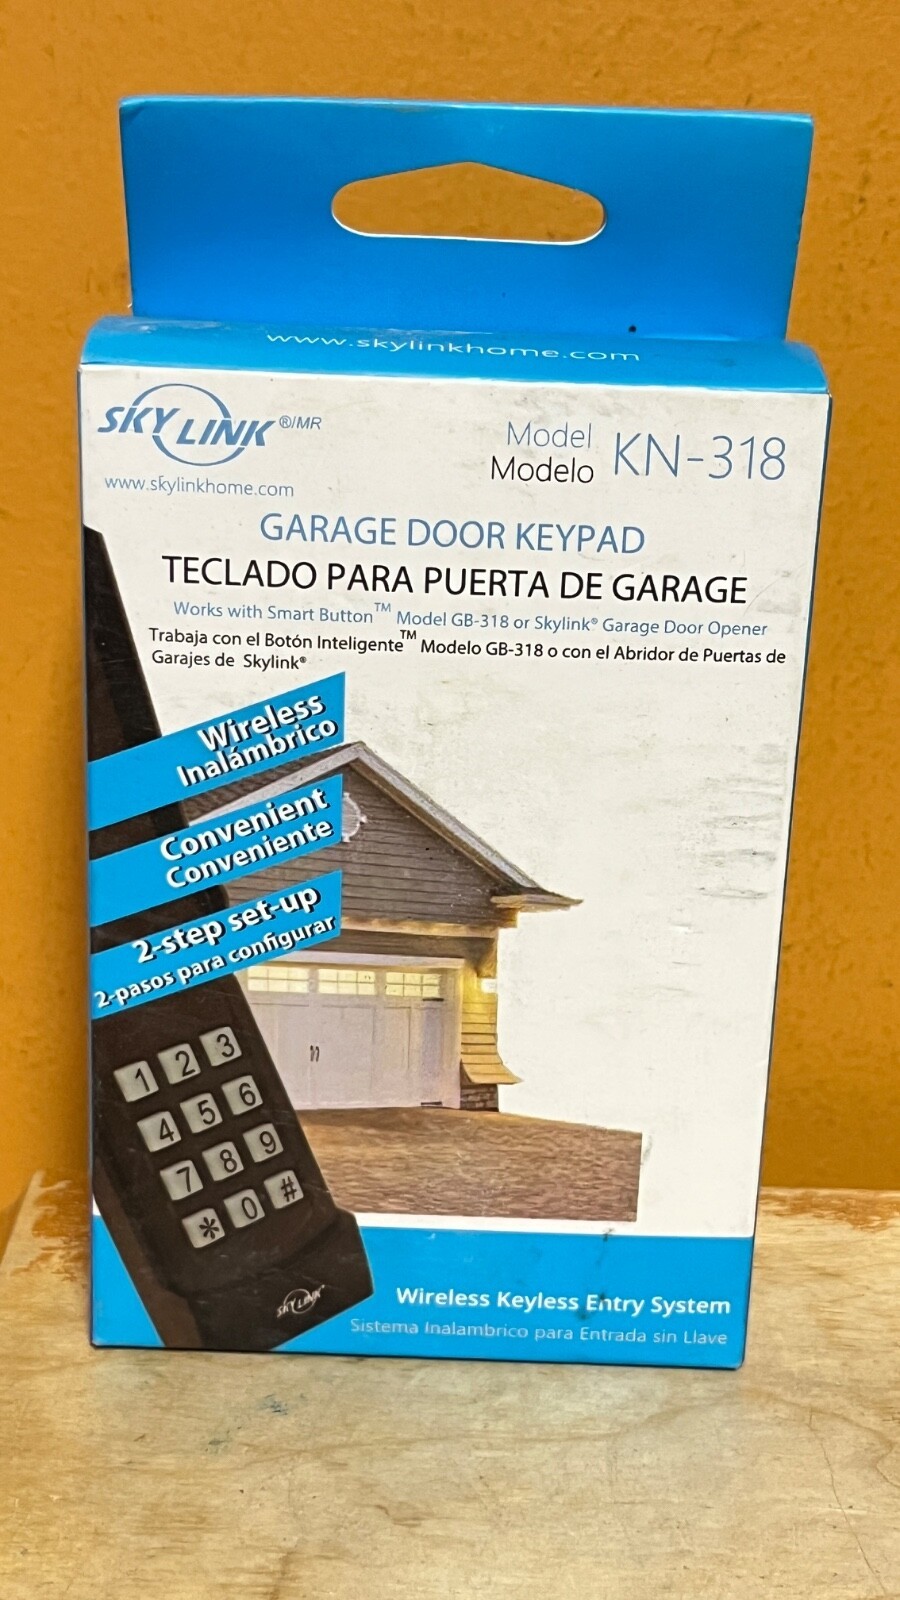 www.skylinkhome.com
SKYLINK ®/MR
www.skylinkhome.com
Model
Modelo
KN-318
GARAGE DOOR KEYPAD
TECLADO PARA PUERTA DE GARAGE
Works with Smart Button™ Model GB-318 or Skylink® Garage Door Opener
Trabaja con el Botón Inteligente™ Modelo GB-318 o con el Abridor de Puertas de
Garajes de Skylink®
Wireless
Inalámbrico
Convenient
Conveniente
2-step set-up
2-pasos para configurar
1 2 3
4 5 6
7 8 9
* 0 #
SKYLINK
Wireless Keyless Entry System
Sistema Inalambrico para Entrada sin Llave